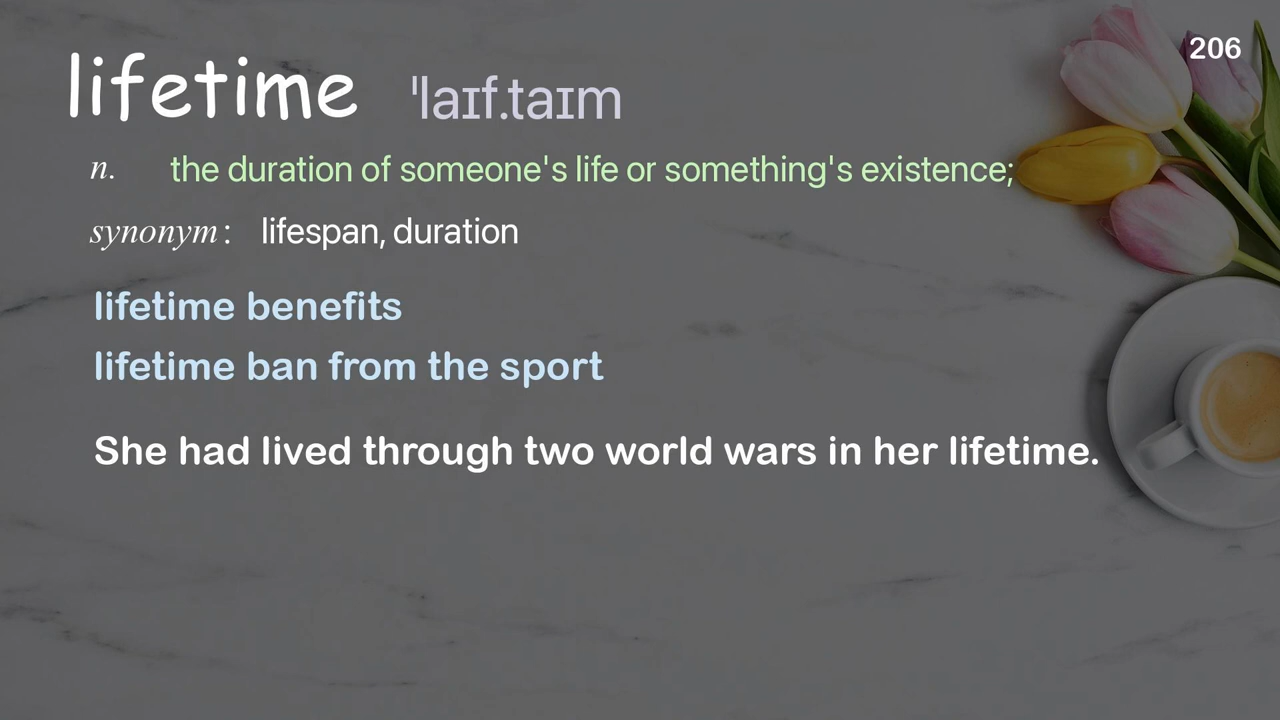 206
lifetime ˈlaɪf.taɪm
n. the duration of someone's life or something's existence;
synonym: lifespan, duration
lifetime benefits
lifetime ban from the sport
She had lived through two world wars in her lifetime.